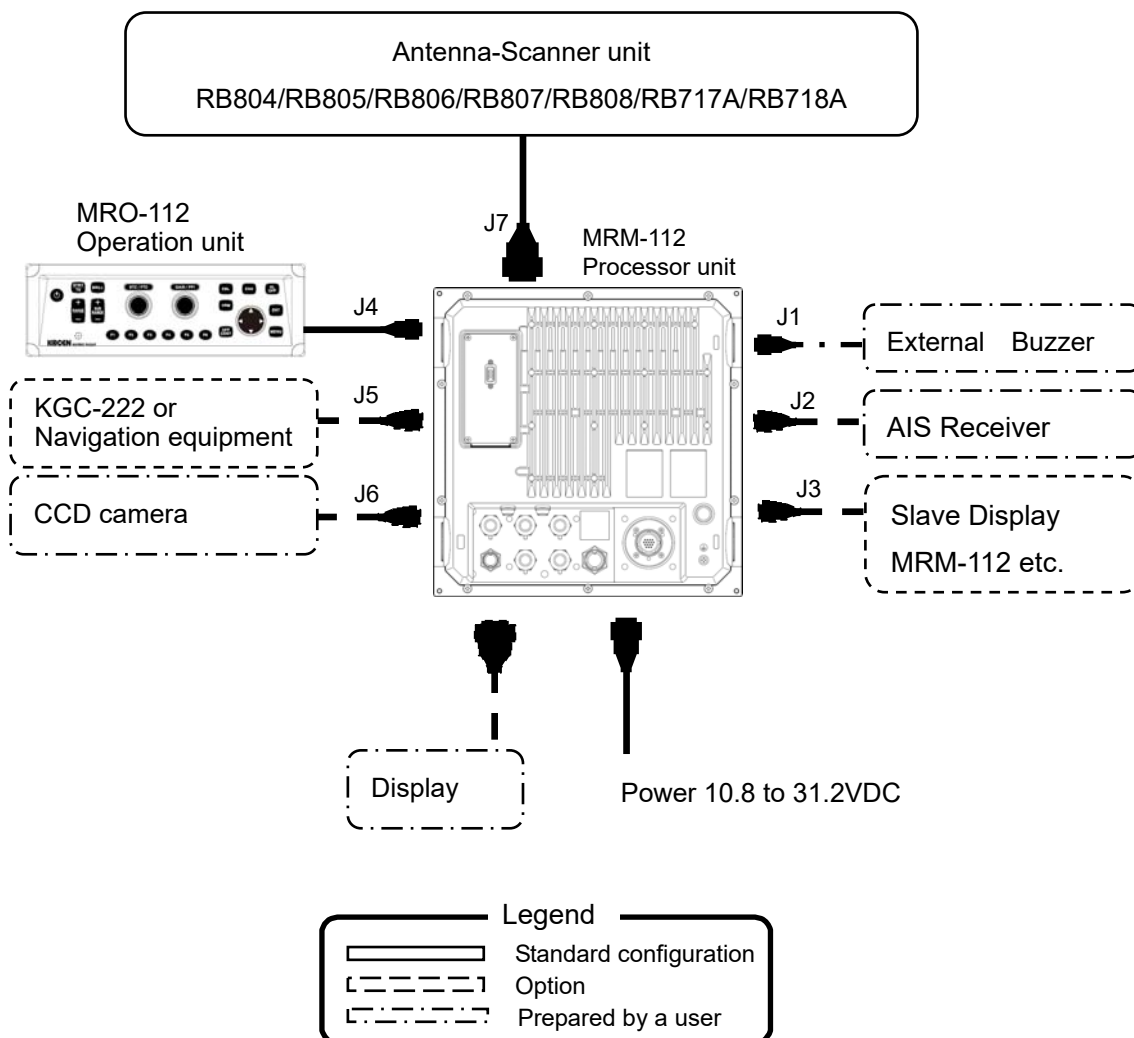 Antenna-Scanner unit
RB804/RB805/RB806/RB807/RB808/RB717A/RB718A
MRO-112
Operation unit
J7
MRM-112
Processor unit
J4
J1
External Buzzer
KGC-222 or
Navigation equipment
J5
J2
AIS Receiver
CCD camera
J6
J3
Slave Display
MRM-112 etc.
Display
Power 10.8 to 31.2VDC
Legend
Standard configuration
Option
Prepared by a user